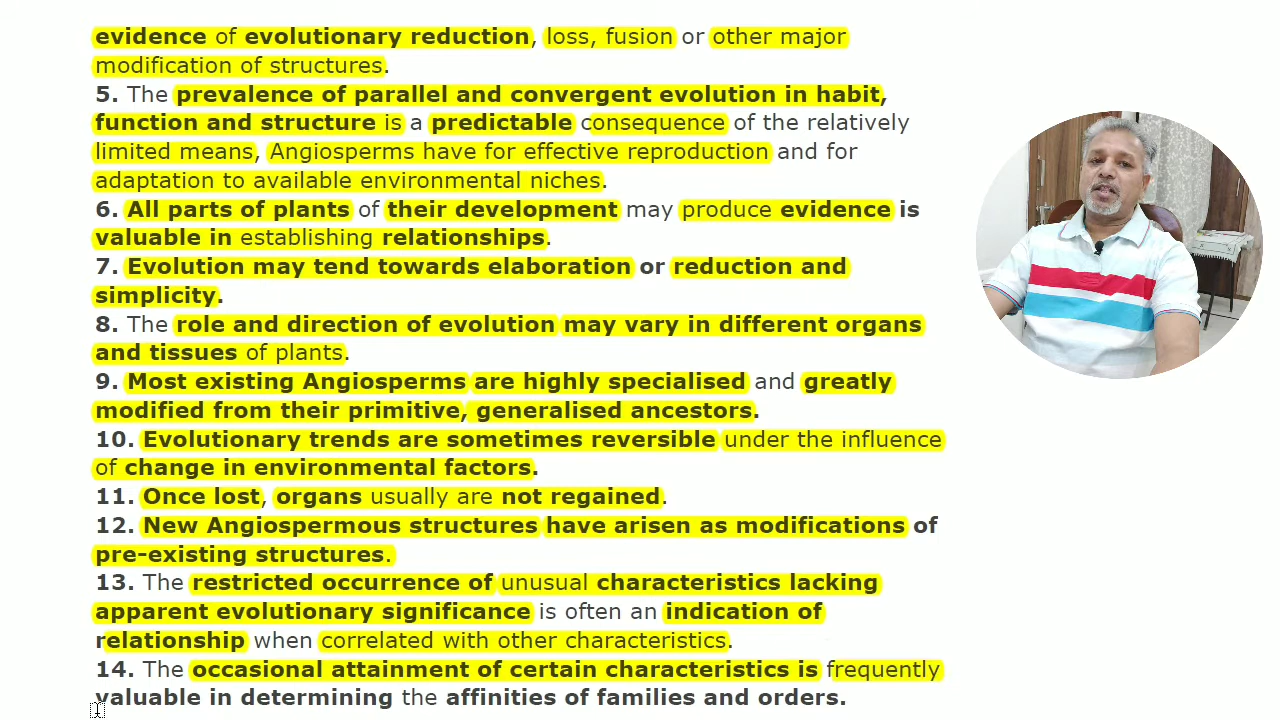 evidence of evolutionary reduction, loss, fusion or other major
modification of structures.
5. The prevalence of parallel and convergent evolution in habit,
function and structure is a predictable consequence of the relatively
limited means, Angiosperms have for effective reproduction and for
adaptation to available environmental niches.
6. All parts of plants of their development may produce evidence is
valuable in establishing relationships.
7. Evolution may tend towards elaboration or reduction and
simplicity.
8. The role and direction of evolution may vary in different organs
and tissues of plants.
9. Most existing Angiosperms are highly specialised and greatly
modified from their primitive, generalised ancestors.
10. Evolutionary trends are sometimes reversible under the influence
of change in environmental factors.
11. Once lost, organs usually are not regained.
12. New Angiospermous structures have arisen as modifications of
pre-existing structures.
13. The restricted occurrence of unusual characteristics lacking
apparent evolutionary significance is often an indication of
relationship when correlated with other characteristics.
14. The occasional attainment of certain characteristics is frequently
valuable in determining the affinities of families and orders.